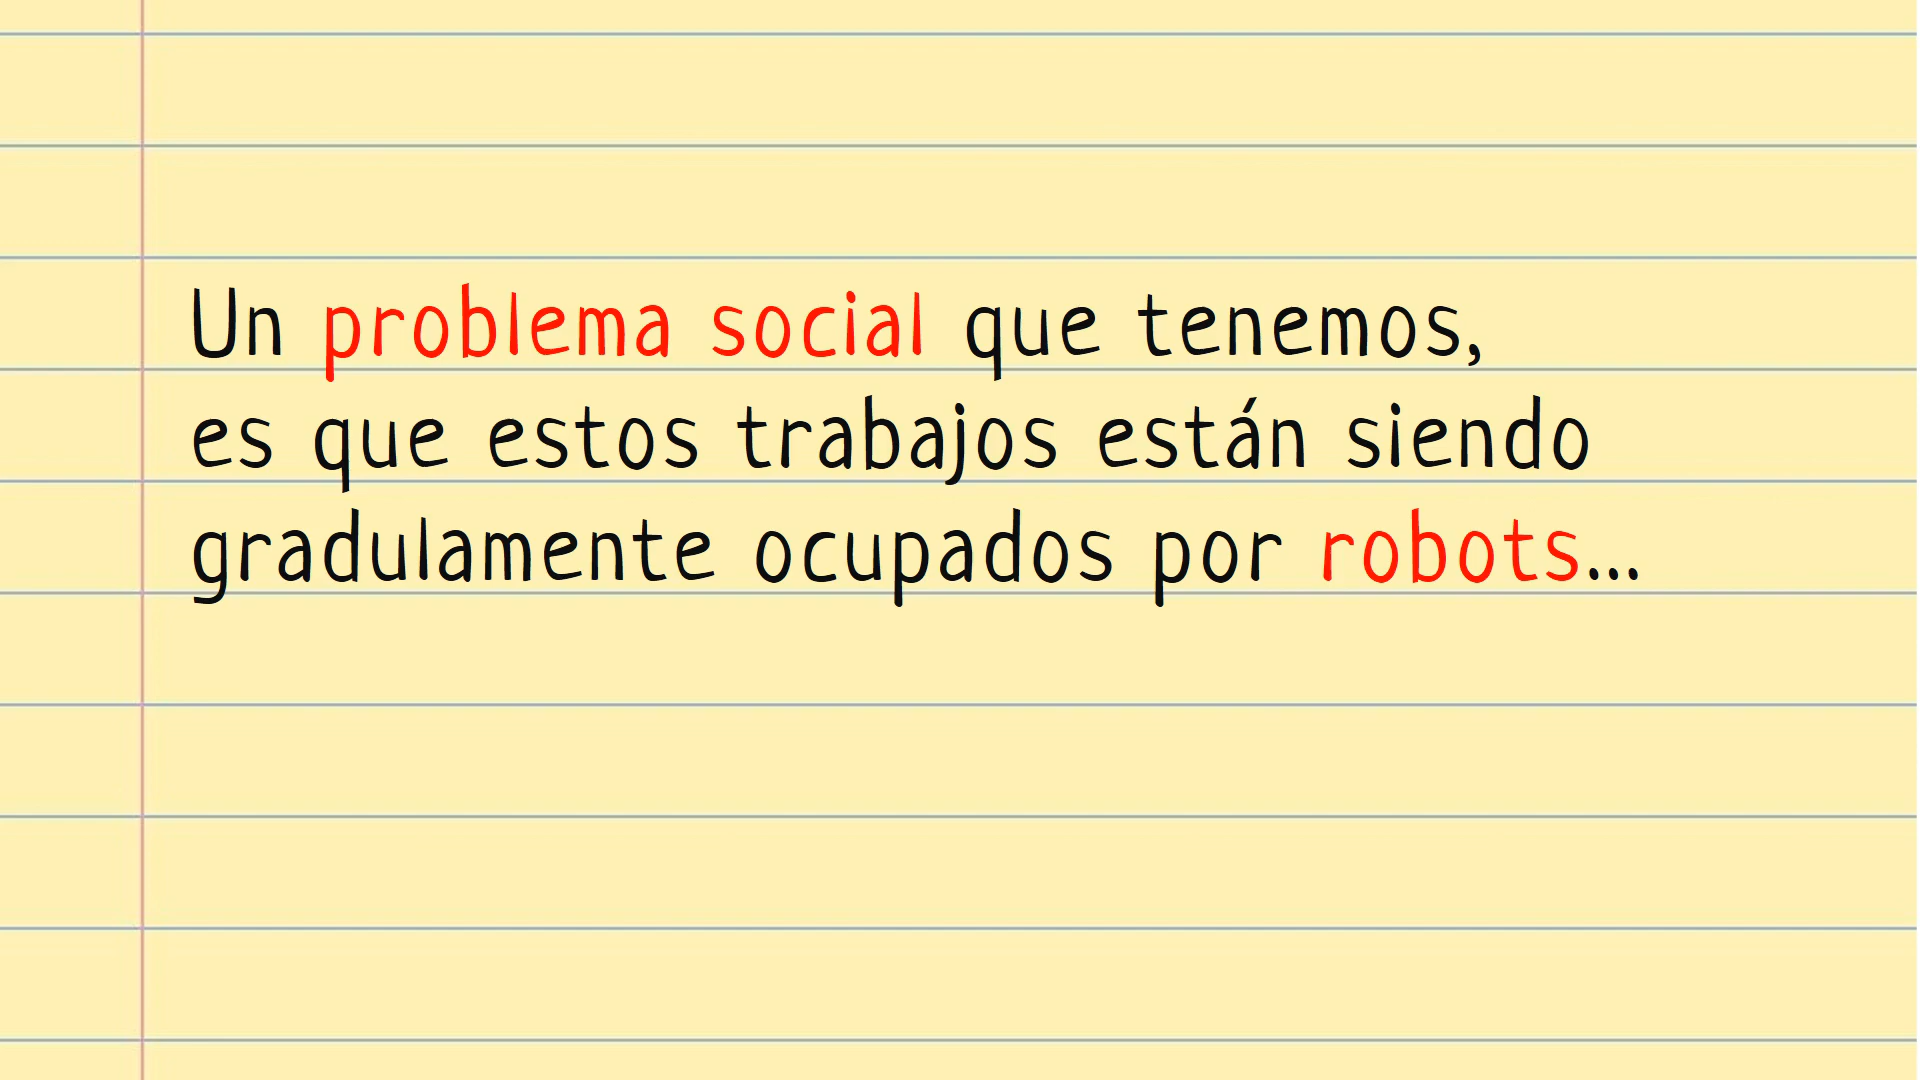 Un problema social que tenemos,
es que estos trabajos están siendo
gradulamente ocupados por robots...